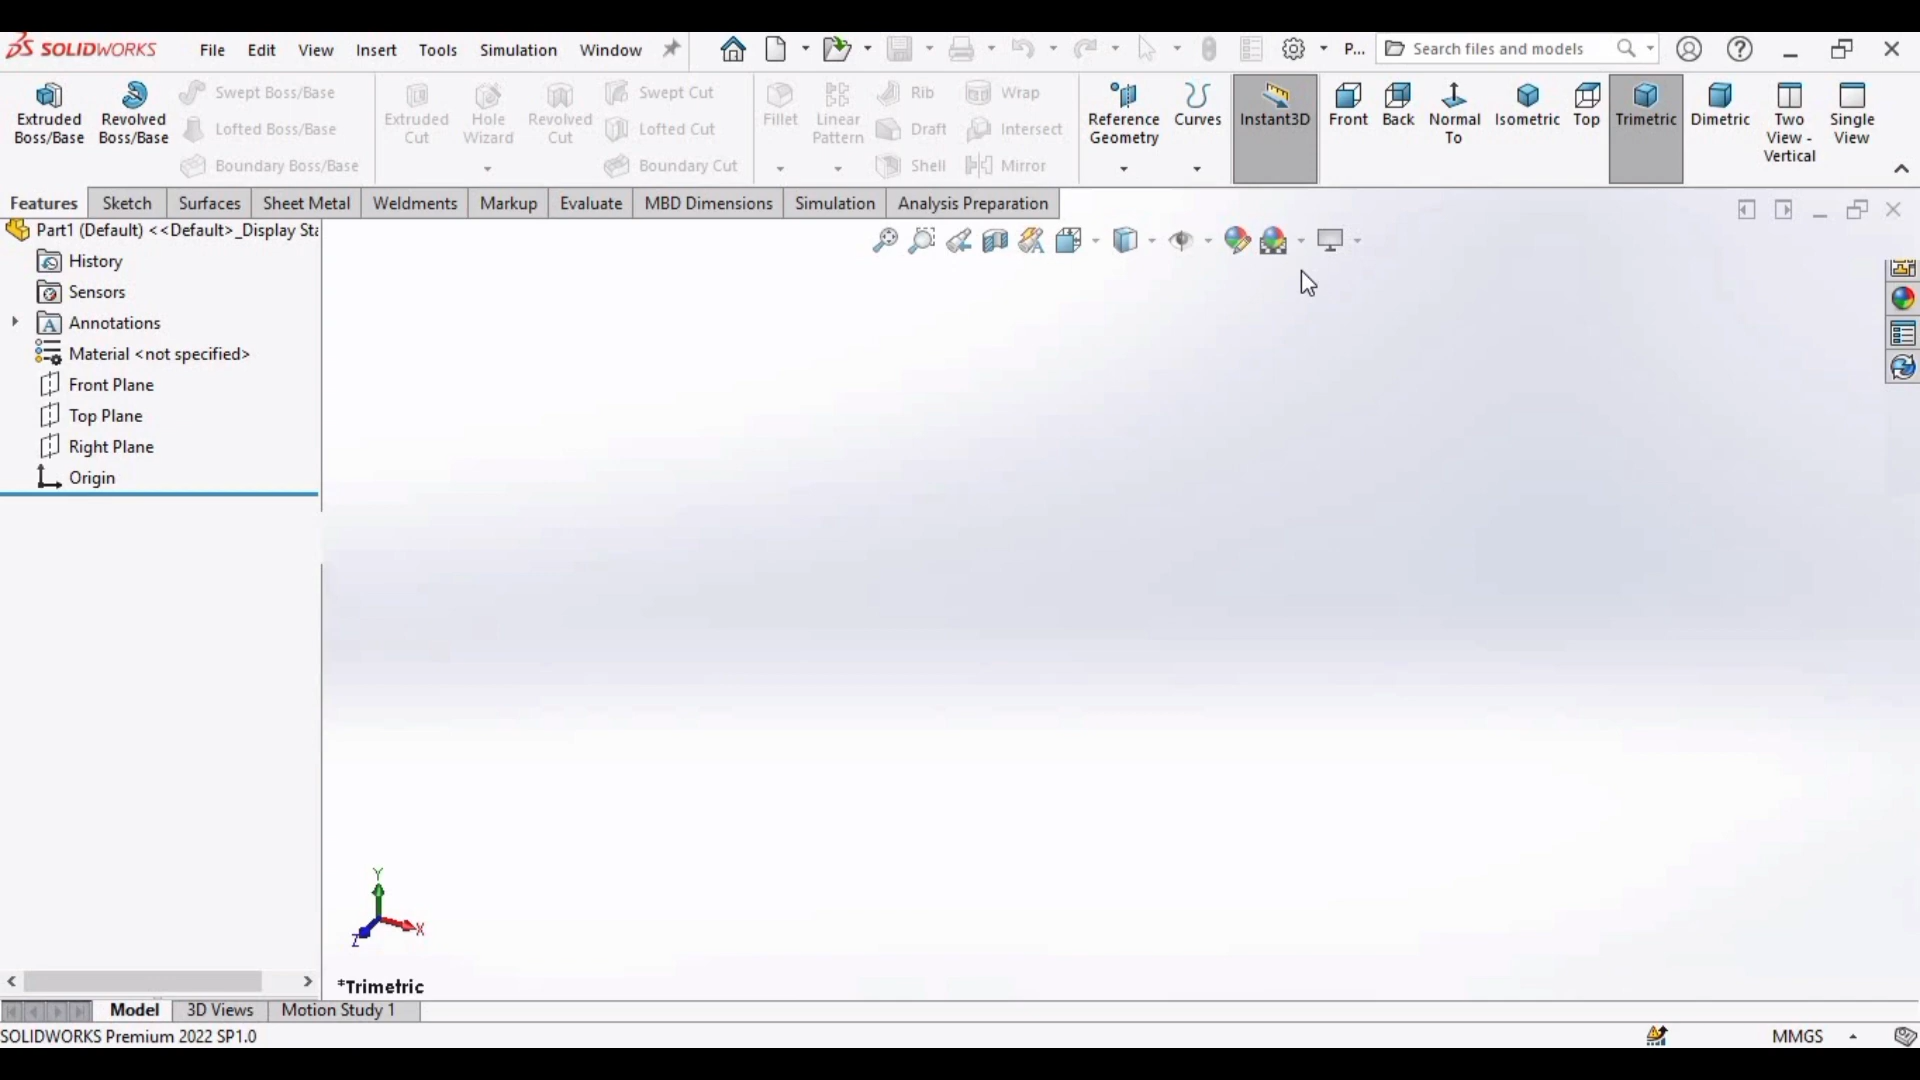 SOLIDWORKS File Edit View Insert Tools Simulation Window P... Search files and models
Extruded Boss/Base
Revolved Boss/Base
Swept Boss/Base
Lofted Boss/Base
Boundary Boss/Base
Extruded Cut
Hole Wizard
Revolved Cut
Swept Cut
Lofted Cut
Boundary Cut
Fillet
Linear Pattern
Rib
Draft
Shell
Wrap
Intersect
Mirror
Reference Geometry
Curves
Instant3D
Front
Back
Normal To
Isometric
Top
Trimetric
Dimetric
Two View - Vertical
Single View
Features Sketch Surfaces Sheet Metal Weldments Markup Evaluate MBD Dimensions Simulation Analysis Preparation
Part1 (Default) <<Default>_Display Sta
History
Sensors
Annotations
Material <not specified>
Front Plane
Top Plane
Right Plane
Origin
Y
X
Z
*Trimetric
Model 3D Views Motion Study 1
SOLIDWORKS Premium 2022 SP1.0 MMGS